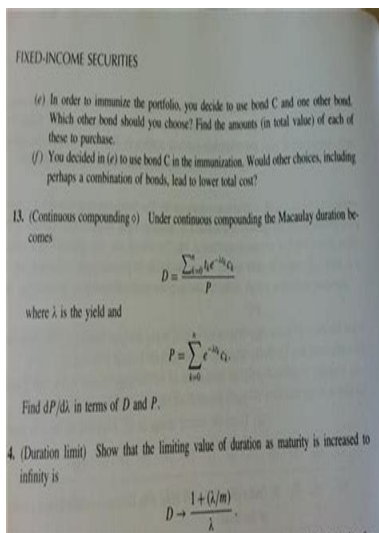 FIXED-INCOME SECURITIES
(e) In order to immunize the portfolio, you decide to use bond C and one other bond.
Which other bond should you choose? Find the amounts (in total value) of each of
these to purchase.
(f) You decided in (e) to use bond C in the immunization. Would other choices, including
perhaps a combination of bonds, lead to lower total cost?
13. (Continuous compounding ◦) Under continuous compounding the Macaulay duration be-
comes
D = \frac{\sum_{k=0}^{n} t_k e^{-λt_k} c_k}{P}
where λ is the yield and
P = \sum_{k=0}^{n} e^{-λt_k} c_k.
Find dP/dλ in terms of D and P.
4. (Duration limit) Show that the limiting value of duration as maturity is increased to
infinity is
D → \frac{1+(λ/m)}{λ}.